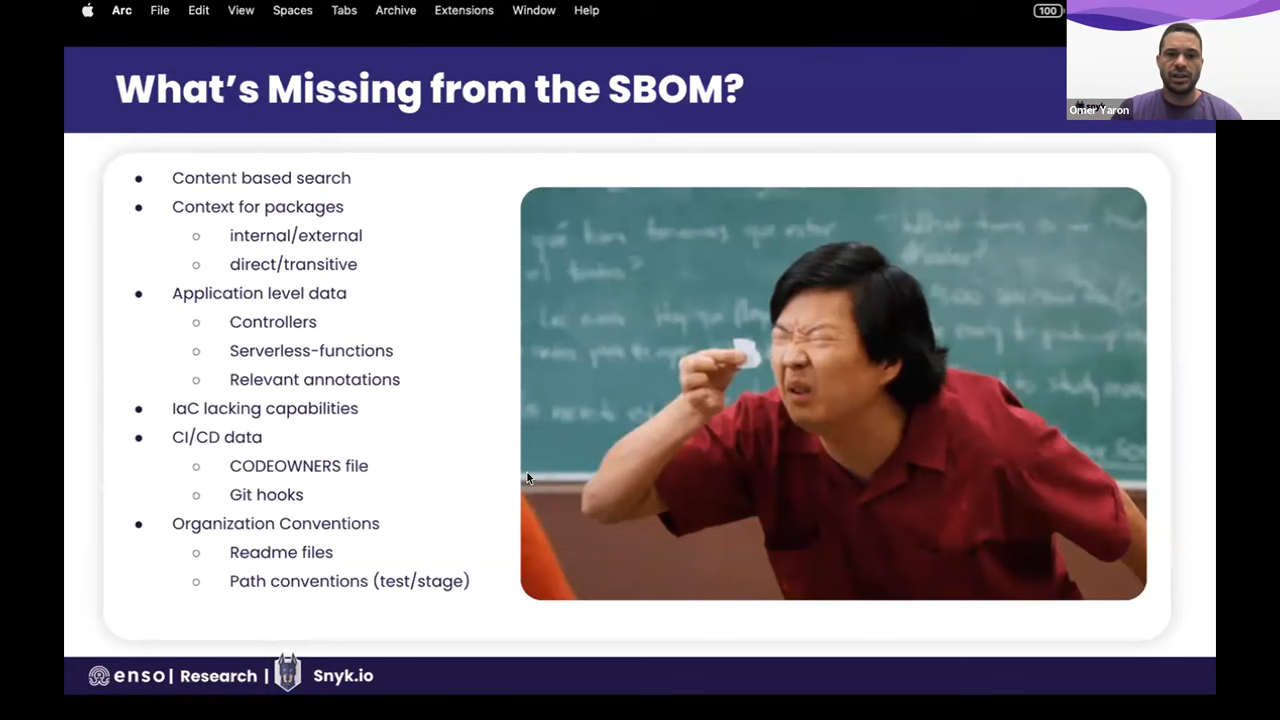 Arc File Edit View Spaces Tabs Archive Extensions Window Help 100
What's Missing from the SBOM?
Omer Yaron
• Content based search
• Context for packages
○ internal/external
○ direct/transitive
• Application level data
○ Controllers
○ Serverless-functions
○ Relevant annotations
• IaC lacking capabilities
• CI/CD data
○ CODEOWNERS file
○ Git hooks
• Organization Conventions
○ Readme files
○ Path conventions (test/stage)
enso | Research | Snyk.io